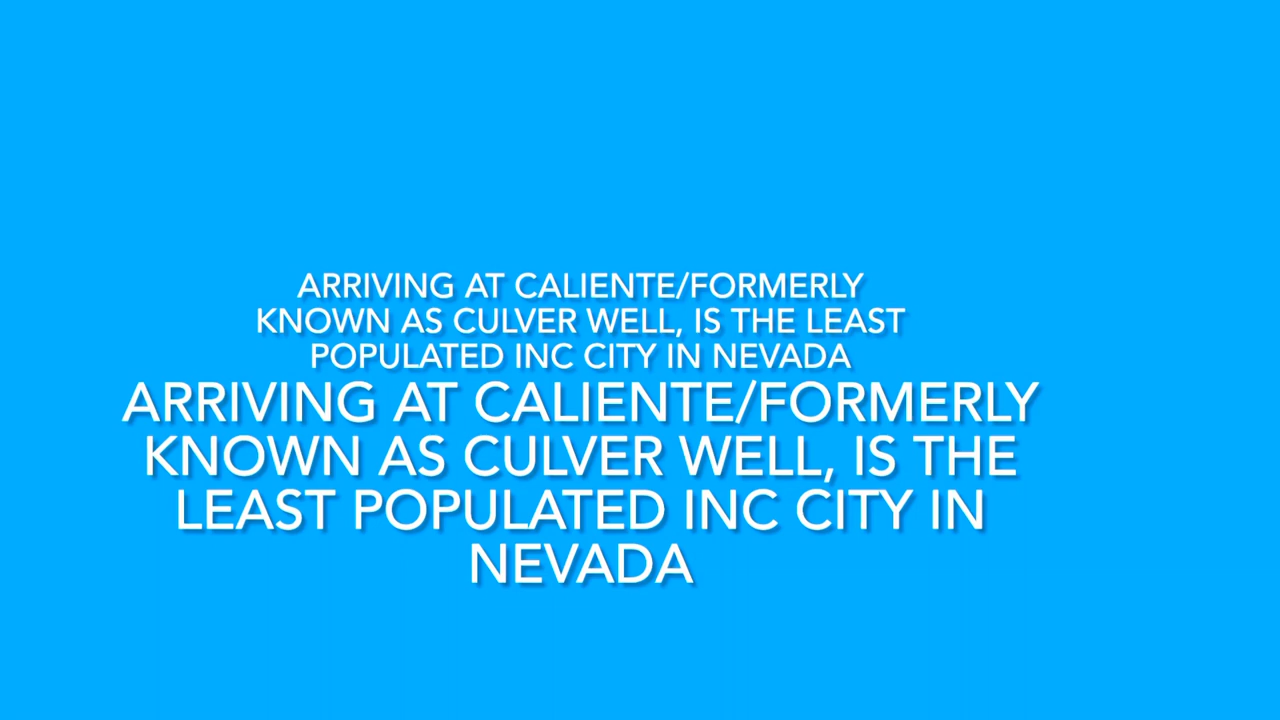 ARRIVING AT CALIENTE/FORMERLY
KNOWN AS CULVER WELL, IS THE LEAST
POPULATED INC CITY IN NEVADA
ARRIVING AT CALIENTE/FORMERLY
KNOWN AS CULVER WELL, IS THE
LEAST POPULATED INC CITY IN
NEVADA